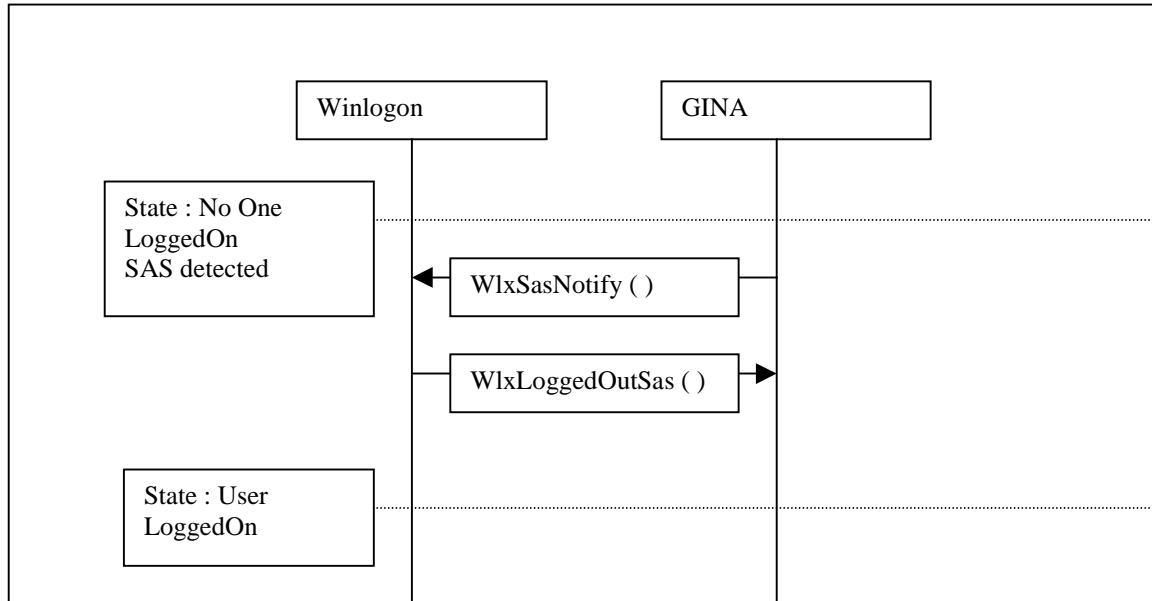 Winlogon
GINA
State : No One
LoggedOn
SAS detected
WlxSasNotify ( )
WlxLoggedOutSas ( )
State : User
LoggedOn